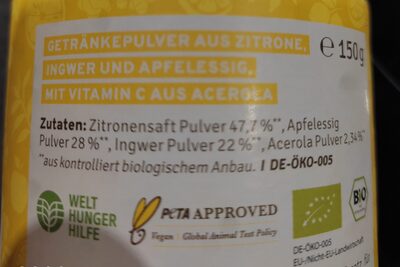 GETRÄNKEPULVER AUS ZITRONE,
INGWER UND APFELESSIG,
MIT VITAMIN C AUS ACEROLA
℮ 150g
Zutaten: Zitronensaft Pulver 47,7 %**, Apfelessig
Pulver 28 %**, Ingwer Pulver 22 %**, Acerola Pulver 2,34 %*
*aus kontrolliert biologischem Anbau. I DE-ÖKO-005
WELT
HUNGER
HILFE
PETA APPROVED
Vegan | Global Animal Test Policy
BIO
DE-ÖKO-005
EU-/Nicht-EU-Landwirtschaft